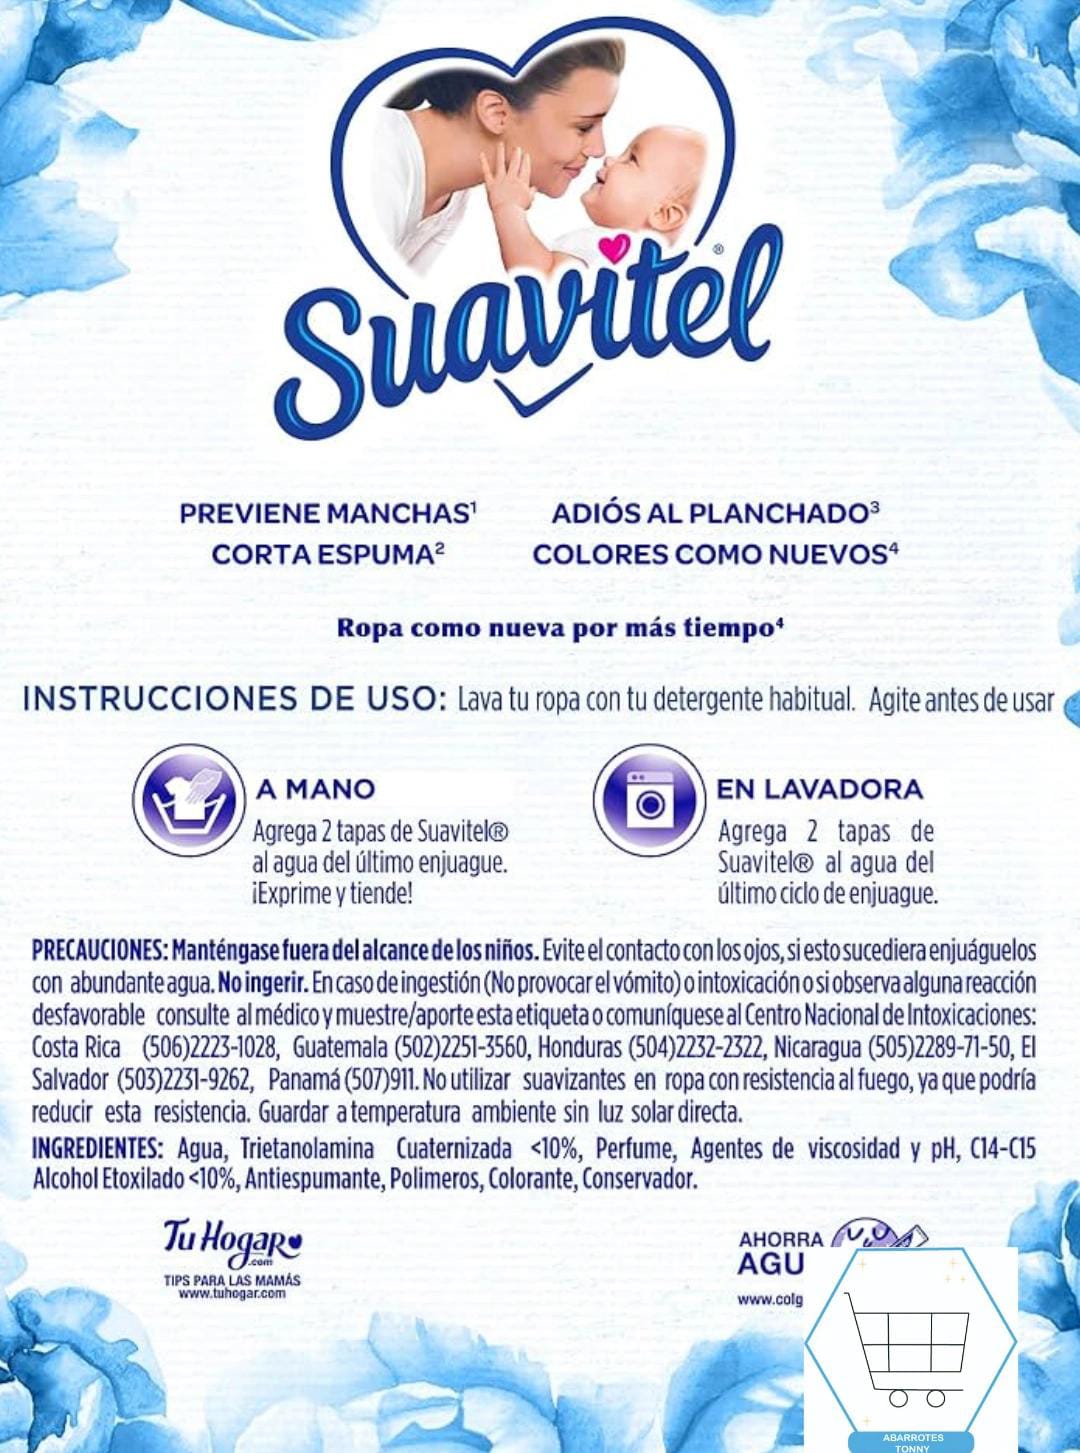 Suavitel®
PREVIENE MANCHAS¹
ADIÓS AL PLANCHADO³
CORTA ESPUMA²
COLORES COMO NUEVOS⁴
Ropa como nueva por más tiempo⁴
INSTRUCCIONES DE USO: Lava tu ropa con tu detergente habitual. Agite antes de usar
A MANO
Agrega 2 tapas de Suavitel®
al agua del último enjuague.
¡Exprime y tiende!
EN LAVADORA
Agrega 2 tapas de
Suavitel® al agua del
último ciclo de enjuague.
PRECAUCIONES: Manténgase fuera del alcance de los niños. Evite el contacto con los ojos, si esto sucediera enjuáguelos
con abundante agua. No ingerir. En caso de ingestión (No provocar el vómito) o intoxicación o si observa alguna reacción
desfavorable consulte al médico y muestre/aporte esta etiqueta o comuníquese al Centro Nacional de Intoxicaciones:
Costa Rica (506)2223-1028, Guatemala (502)2251-3560, Honduras (504)2232-2322, Nicaragua (505)2289-71-50, El
Salvador (503)2231-9262, Panamá (507)911. No utilizar suavizantes en ropa con resistencia al fuego, ya que podría
reducir esta resistencia. Guardar a temperatura ambiente sin luz solar directa.
INGREDIENTES: Agua, Trietanolamina Cuaternizada <10%, Perfume, Agentes de viscosidad y pH, C14-C15
Alcohol Etoxilado <10%, Antiespumante, Polimeros, Colorante, Conservador.
Tu Hogar
.com
TIPS PARA LAS MAMÁS
www.tuhogar.com
AHORRA
AGU
www.colg
ABARROTES
TONNY